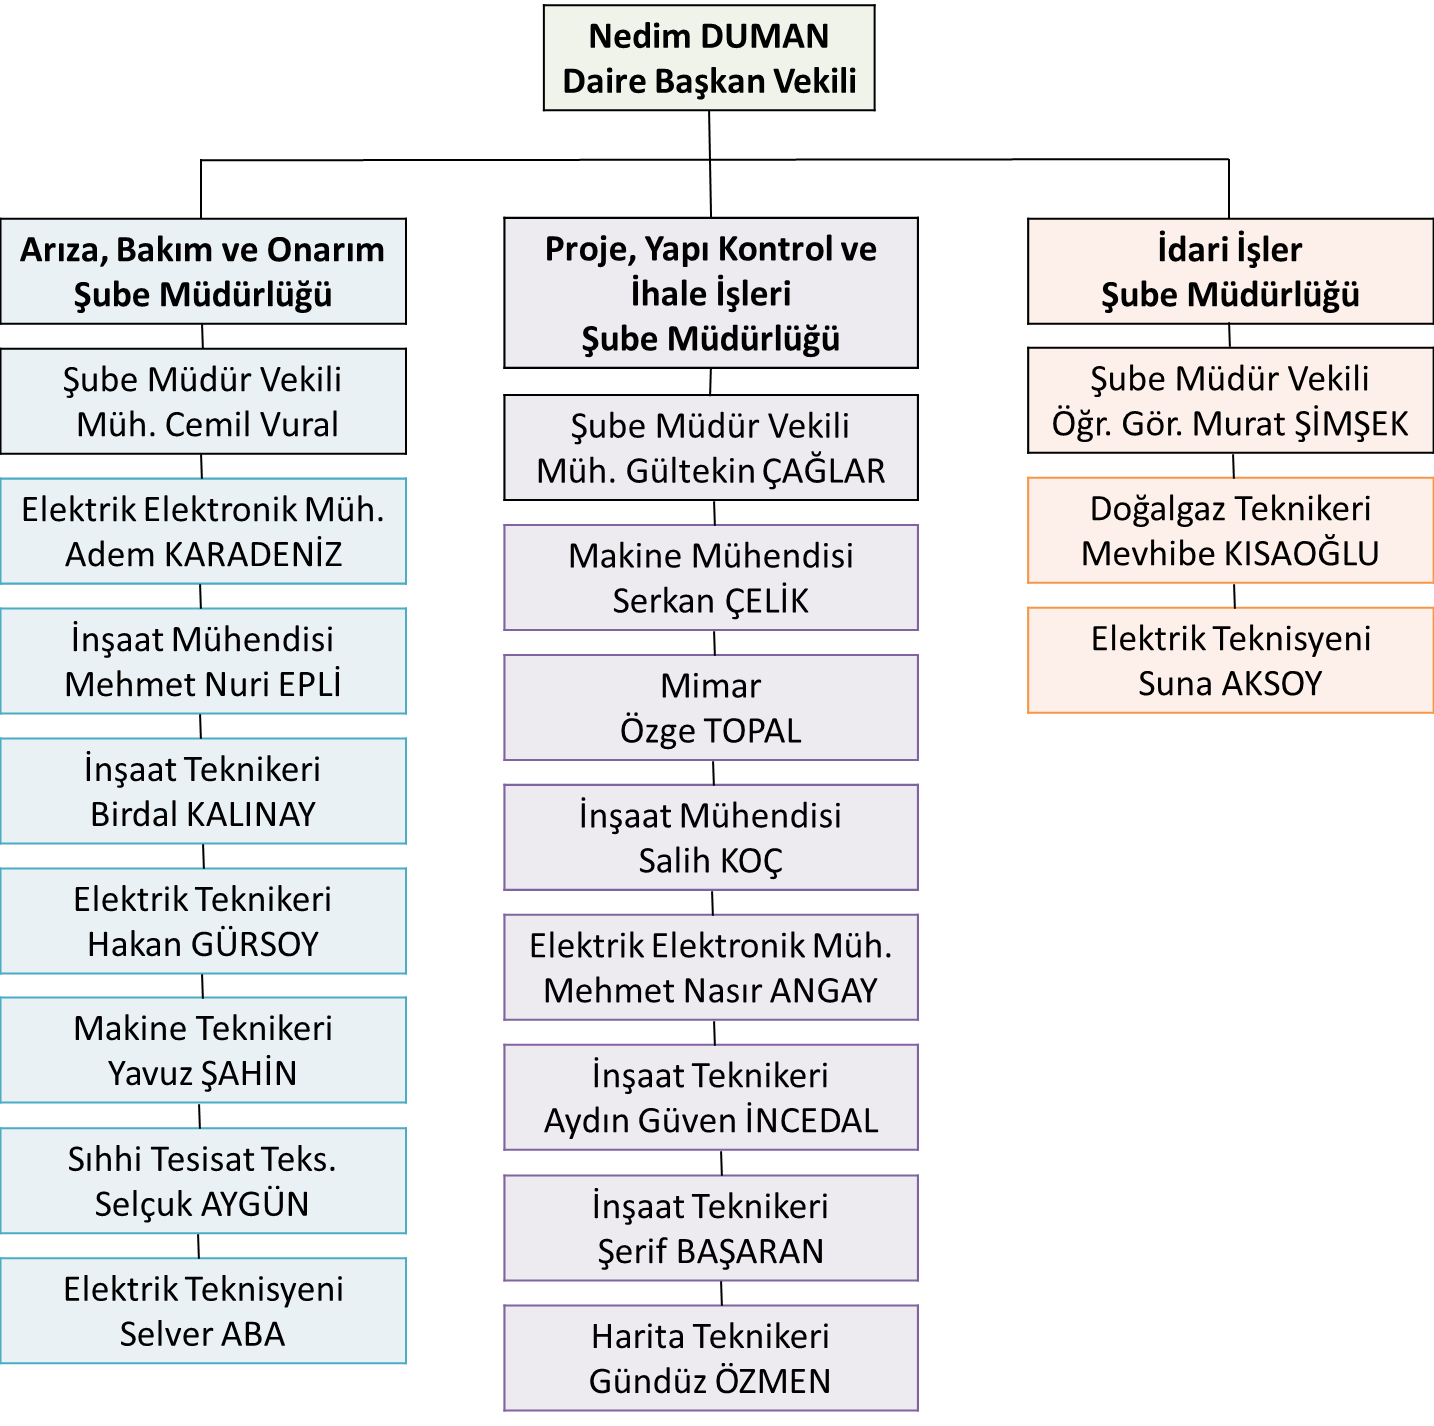 Nedim DUMAN
Daire Başkan Vekili
Arıza, Bakım ve Onarım
Şube Müdürlüğü
Şube Müdür Vekili
Müh. Cemil Vural
Elektrik Elektronik Müh.
Adem KARADENİZ
İnşaat Mühendisi
Mehmet Nuri EPLİ
İnşaat Teknikeri
Birdal KALINAY
Elektrik Teknikeri
Hakan GÜRSOY
Makine Teknikeri
Yavuz ŞAHİN
Sıhhi Tesisat Teks.
Selçuk AYGÜN
Elektrik Teknisyeni
Selver ABA
Proje, Yapı Kontrol ve
İhale İşleri
Şube Müdürlüğü
Şube Müdür Vekili
Müh. Gültekin ÇAĞLAR
Makine Mühendisi
Serkan ÇELİK
Mimar
Özge TOPAL
İnşaat Mühendisi
Salih KOÇ
Elektrik Elektronik Müh.
Mehmet Nasır ANGAY
İnşaat Teknikeri
Aydın Güven İNCEDAL
İnşaat Teknikeri
Şerif BAŞARAN
Harita Teknikeri
Gündüz ÖZMEN
İdari İşler
Şube Müdürlüğü
Şube Müdür Vekili
Öğr. Gör. Murat ŞİMŞEK
Doğalgaz Teknikeri
Mevhibe KISAOĞLU
Elektrik Teknisyeni
Suna AKSOY